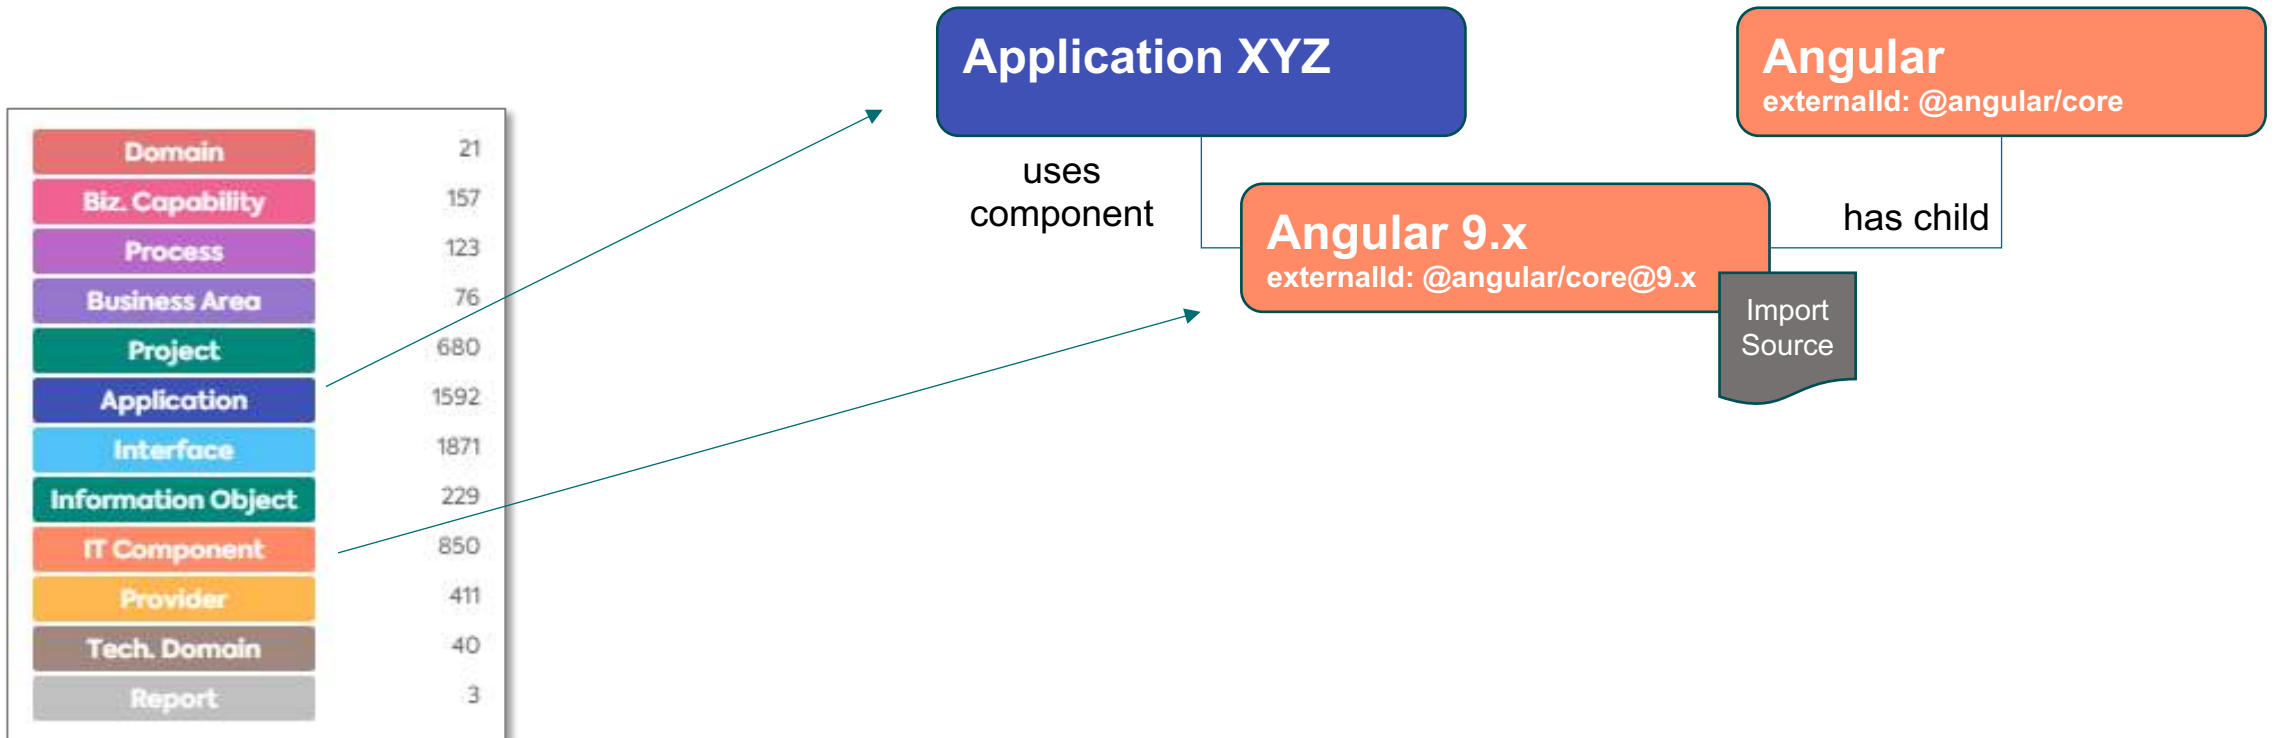 Application XYZ
Angular
externalId: @angular/core
uses
component
Angular 9.x
externalId: @angular/core@9.x
has child
Import
Source
Domain 21
Biz. Capability 157
Process 123
Business Area 76
Project 680
Application 1592
Interface 1871
Information Object 229
IT Component 850
Provider 411
Tech. Domain 40
Report 3